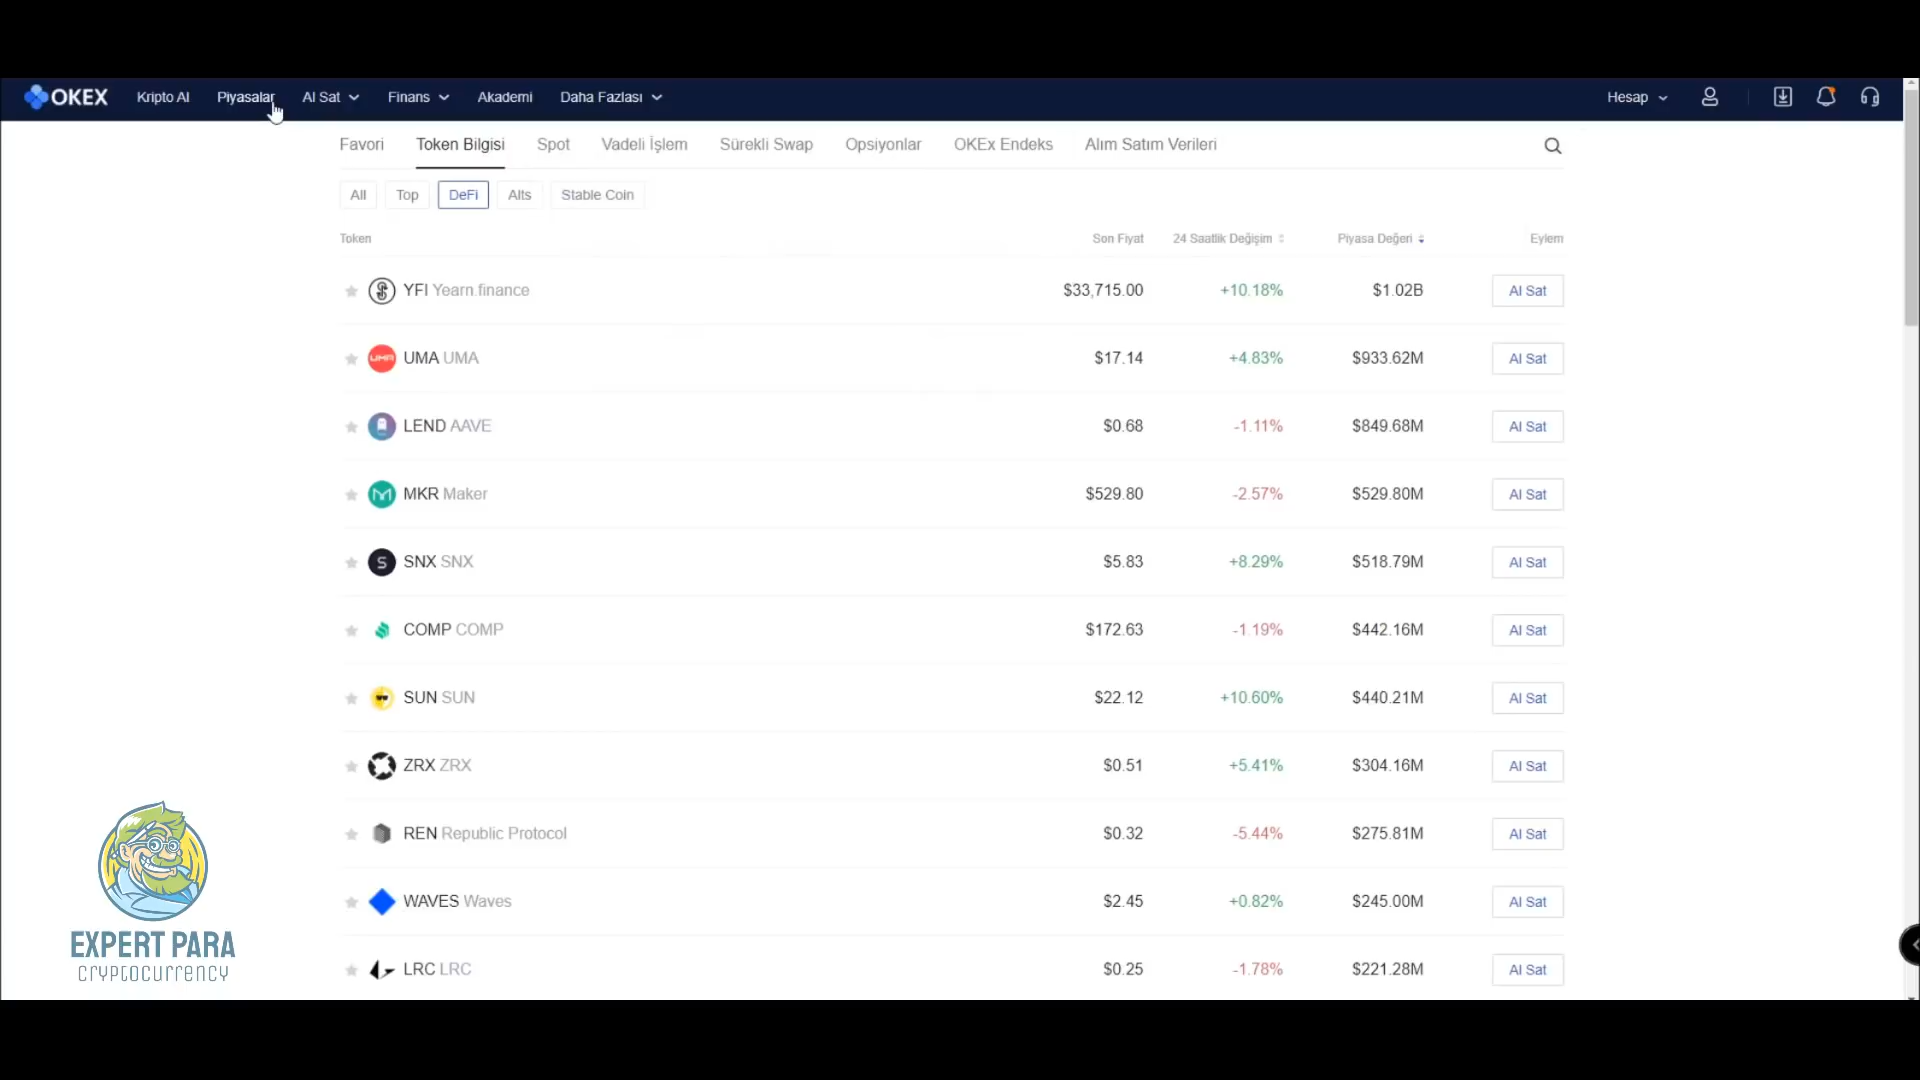 OKEX Kripto Al Piyasalar Al Sat Finans Akademi Daha Fazlası Hesap
Favori Token Bilgisi Spot Vadeli İşlem Sürekli Swap Opsiyonlar OKEx Endeks Alım Satım Verileri
All Top DeFi Alts Stable Coin
Token Son Fiyat 24 Saatlik Değişim Piyasa Değeri Eylem
YFI Yearn.finance $33,715.00 +10.18% $1.02B Al Sat
UMA UMA UMA $17.14 +4.83% $933.62M Al Sat
LEND AAVE $0.68 -1.11% $849.68M Al Sat
MKR Maker $529.80 -2.57% $529.80M Al Sat
S SNX SNX $5.83 +8.29% $518.79M Al Sat
COMP COMP $172.63 -1.19% $442.16M Al Sat
SUN SUN $22.12 +10.60% $440.21M Al Sat
ZRX ZRX $0.51 +5.41% $304.16M Al Sat
REN Republic Protocol $0.32 -5.44% $275.81M Al Sat
WAVES Waves $2.45 +0.82% $245.00M Al Sat
LRC LRC $0.25 -1.78% $221.28M Al Sat
EXPERT PARA
CRYPTOCURRENCY